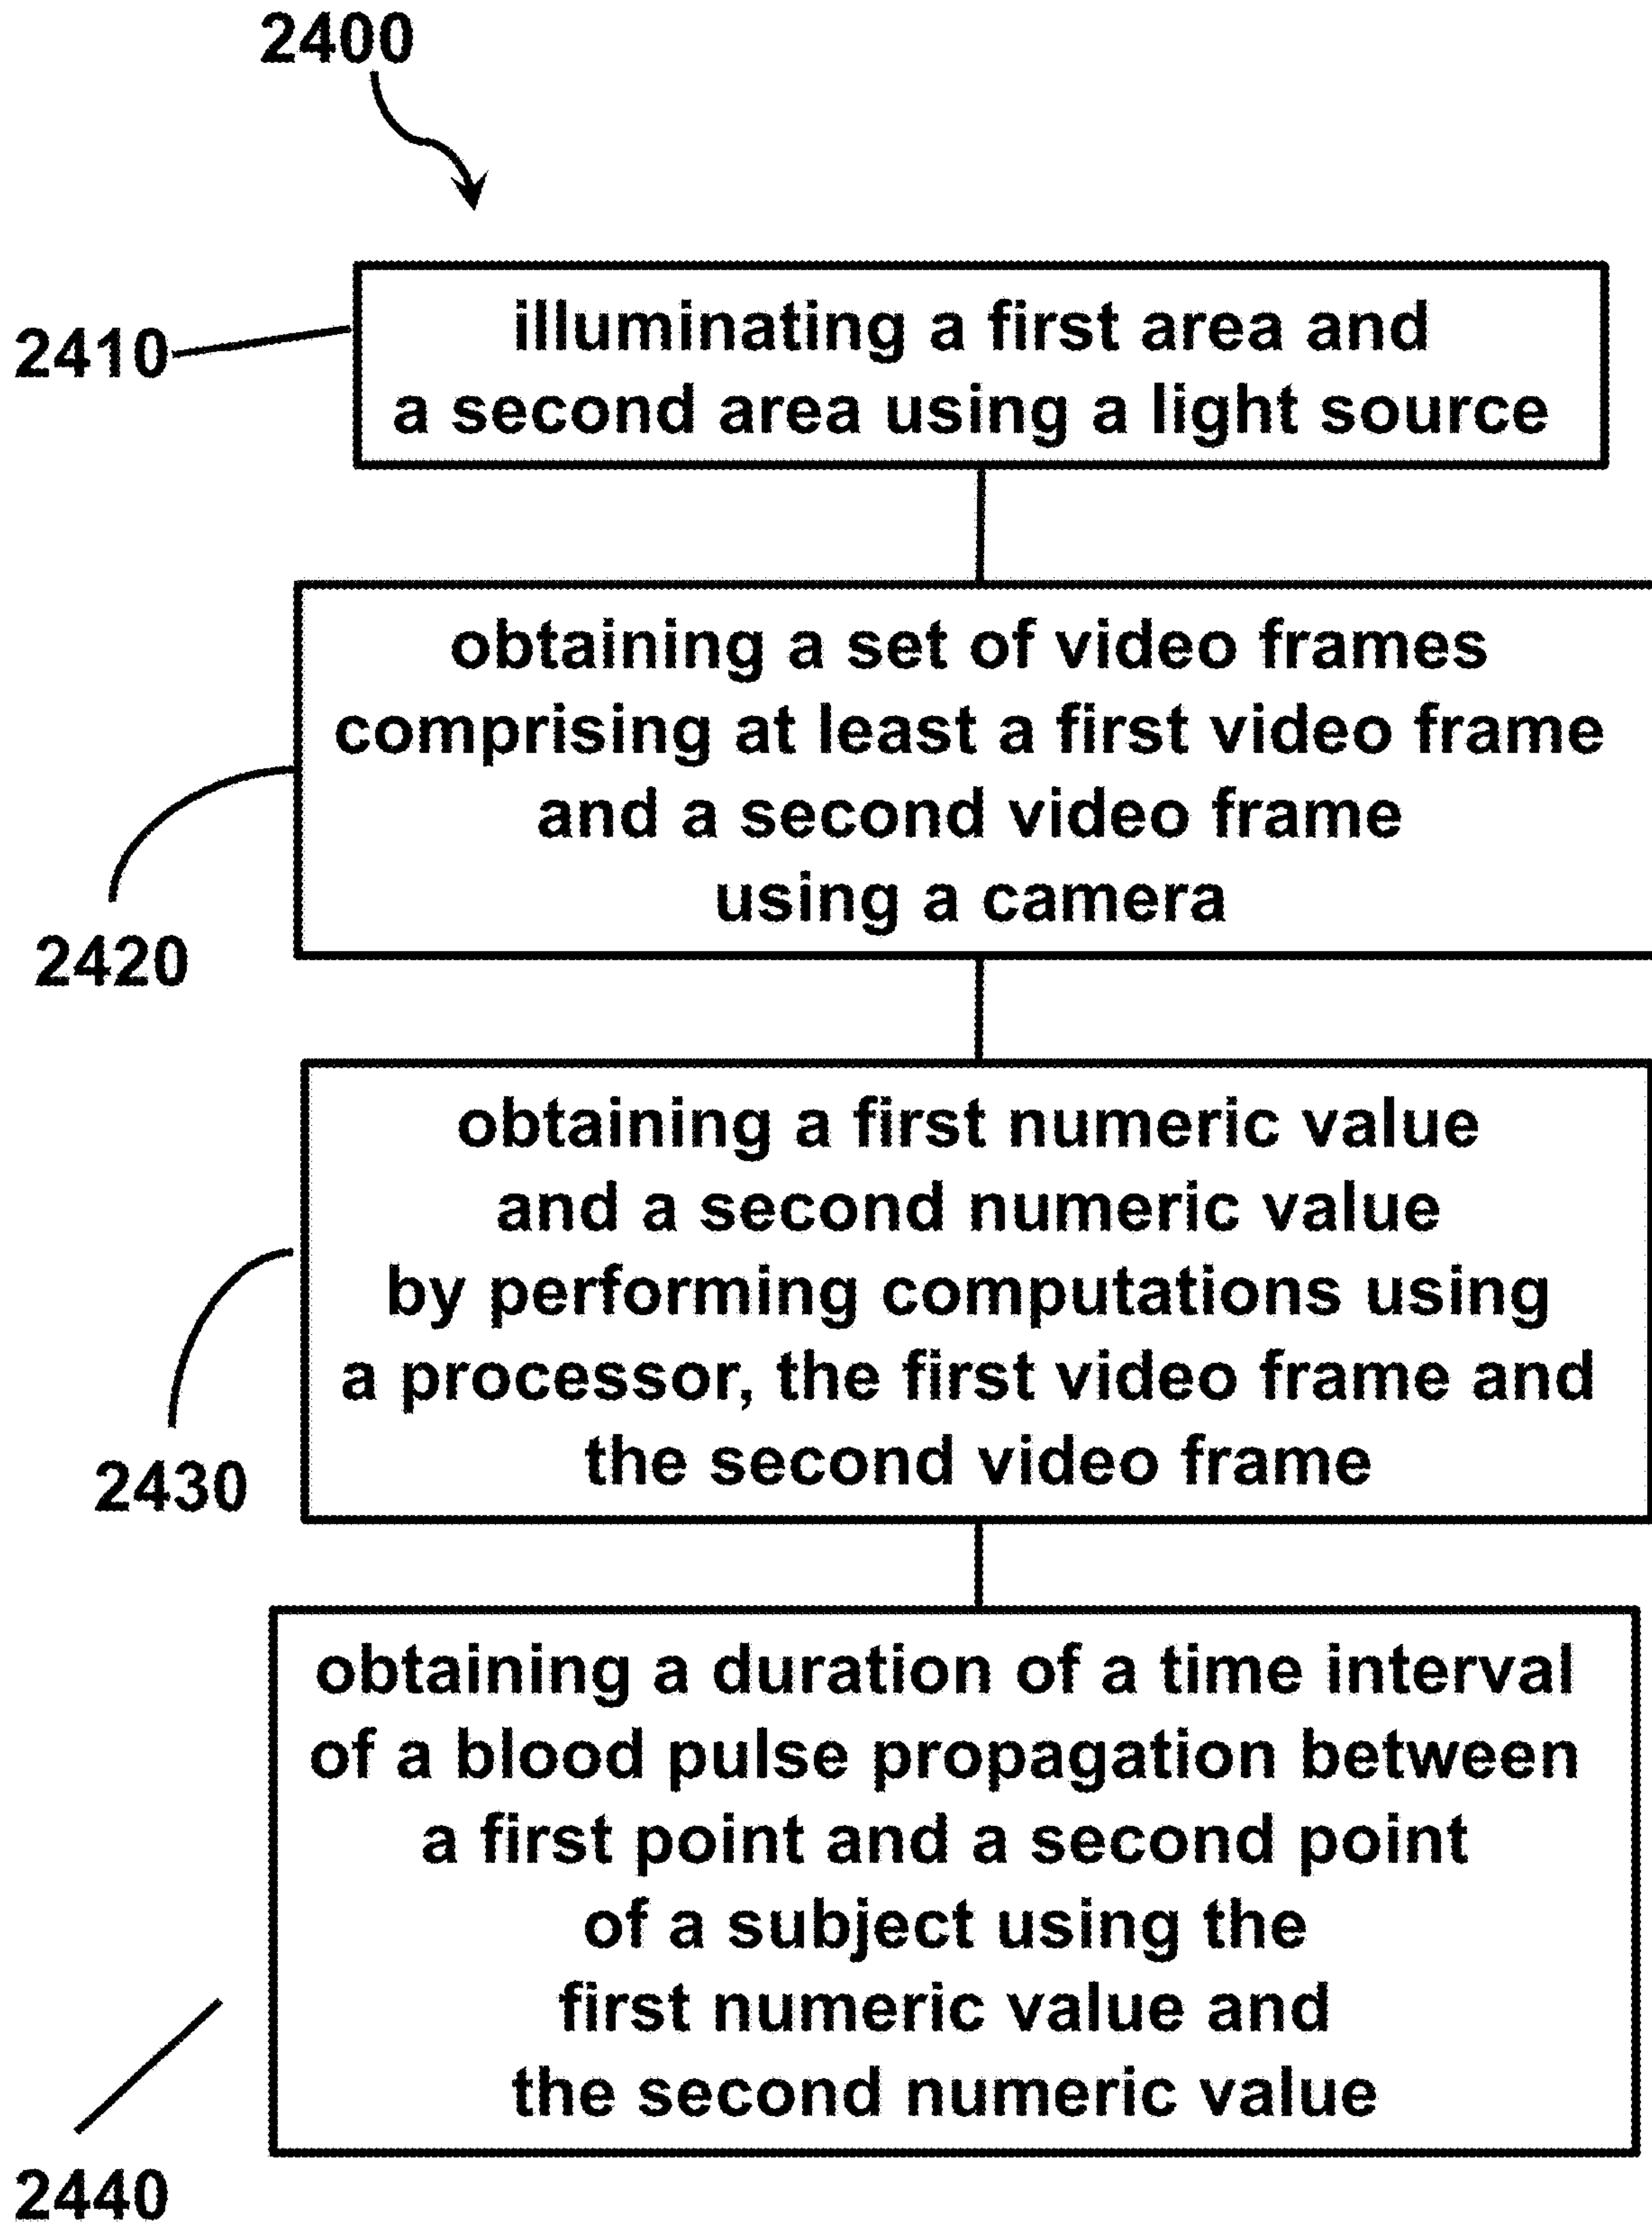 2400
2410
illuminating a first area and
a second area using a light source
obtaining a set of video frames
comprising at least a first video frame
and a second video frame
using a camera
2420
obtaining a first numeric value
and a second numeric value
by performing computations using
a processor, the first video frame and
the second video frame
2430
obtaining a duration of a time interval
of a blood pulse propagation between
a first point and a second point
of a subject using the
first numeric value and
the second numeric value
2440